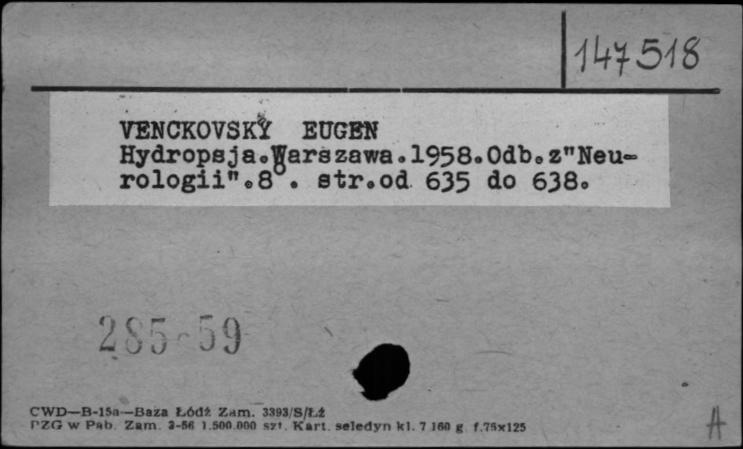 147518
VENCKOVSKÝ EUGEN
Hydropsja.Warszawa.1958.Odb.z"Neu-
rologii".8°. str.od 635 do 638.
285-59
CWD—B-15a—Baza Łódź Zam. 3393/S/Łź
PZG w Pab. Zam. 3-56 1.500.000 szt. Kart. seledyn kl. 7 160 g f.75x125
A